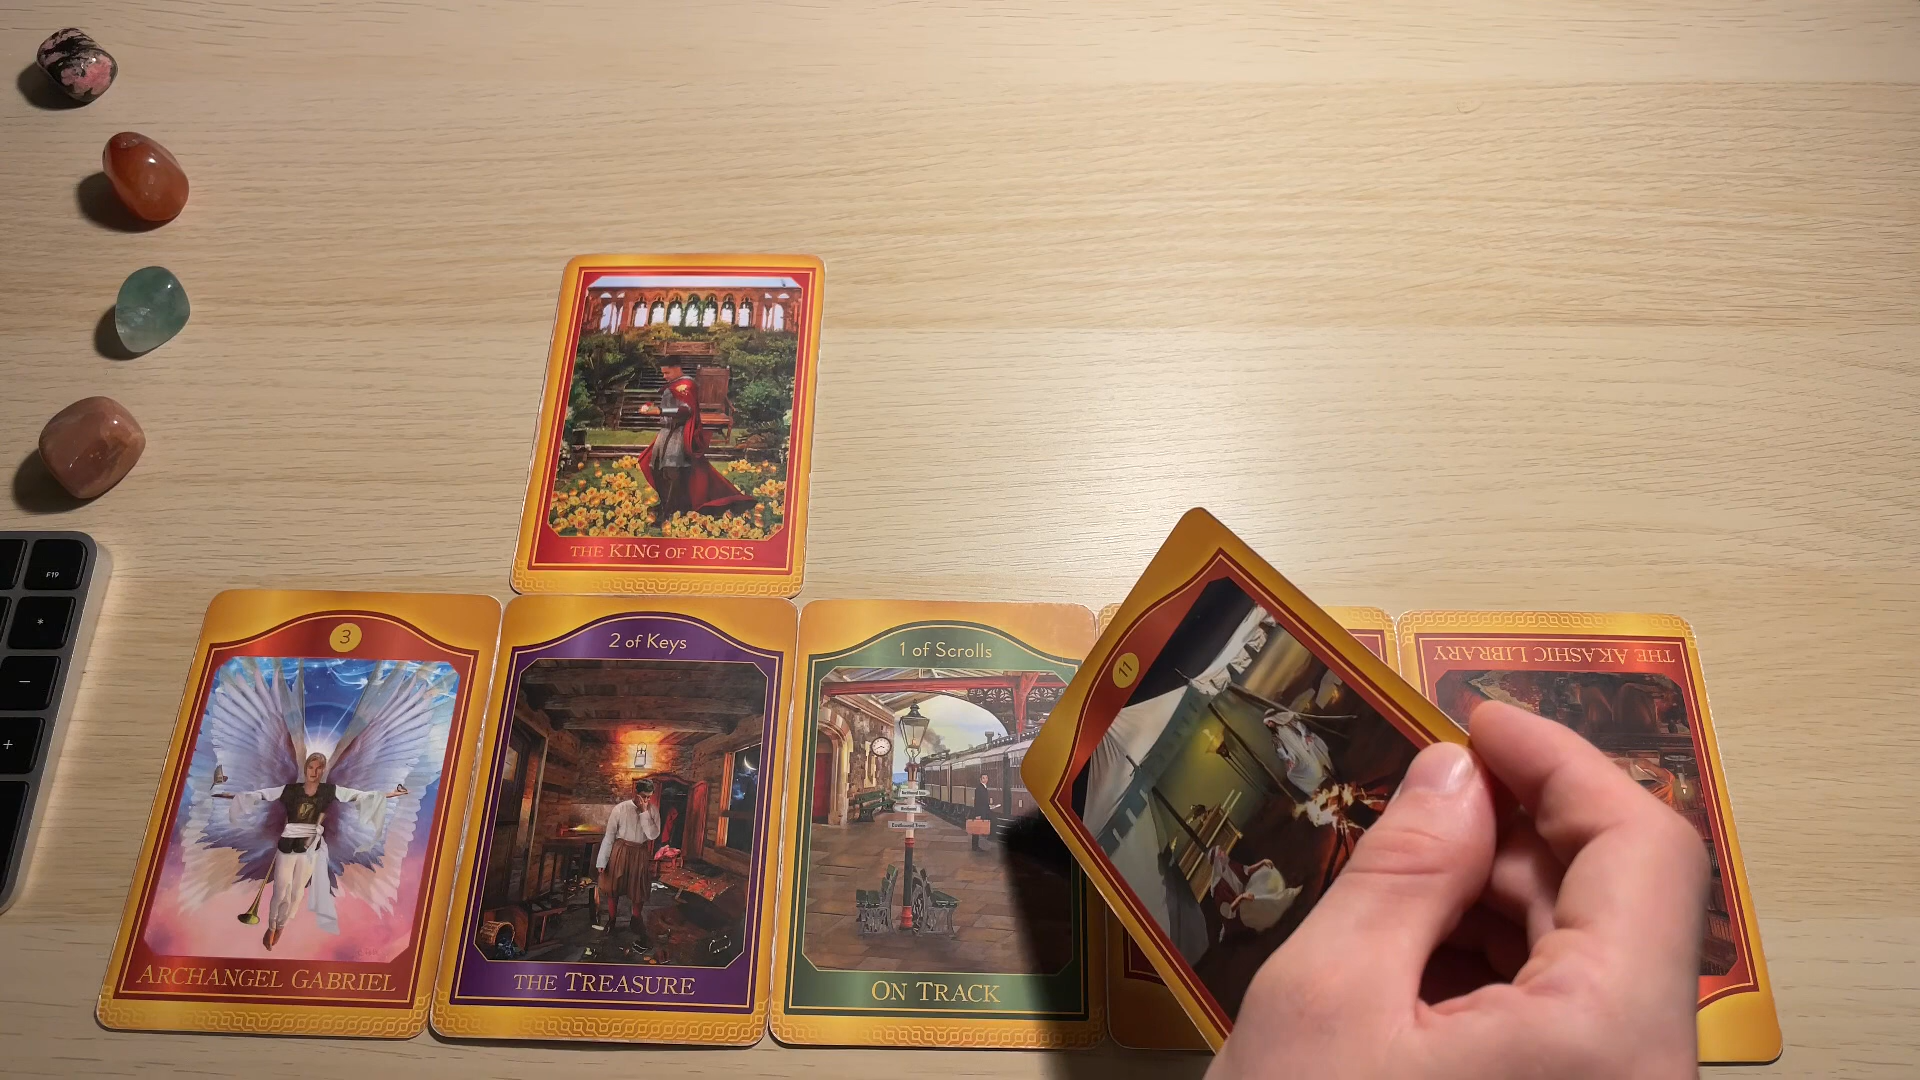 F19
*
−
+
THE KING OF ROSES
3
ARCHANGEL GABRIEL
2 of Keys
THE TREASURE
1 of Scrolls
ON TRACK
11
THE AKASHIC LIBRARY